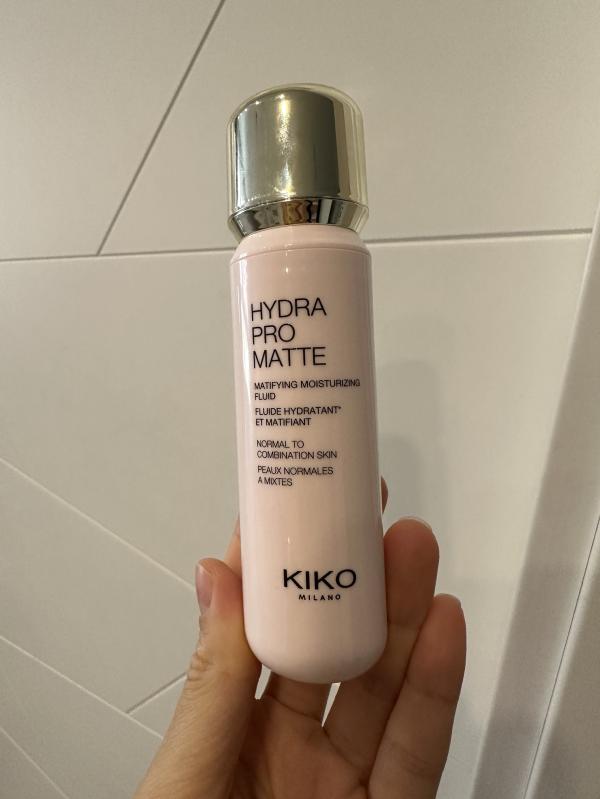 HYDRA
PRO
MATTE
MATIFYING MOISTURIZING
FLUID
FLUIDE HYDRATANT*
ET MATIFIANT
NORMAL TO
COMBINATION SKIN
PEAUX NORMALES
A MIXTES
KIKO
MILANO